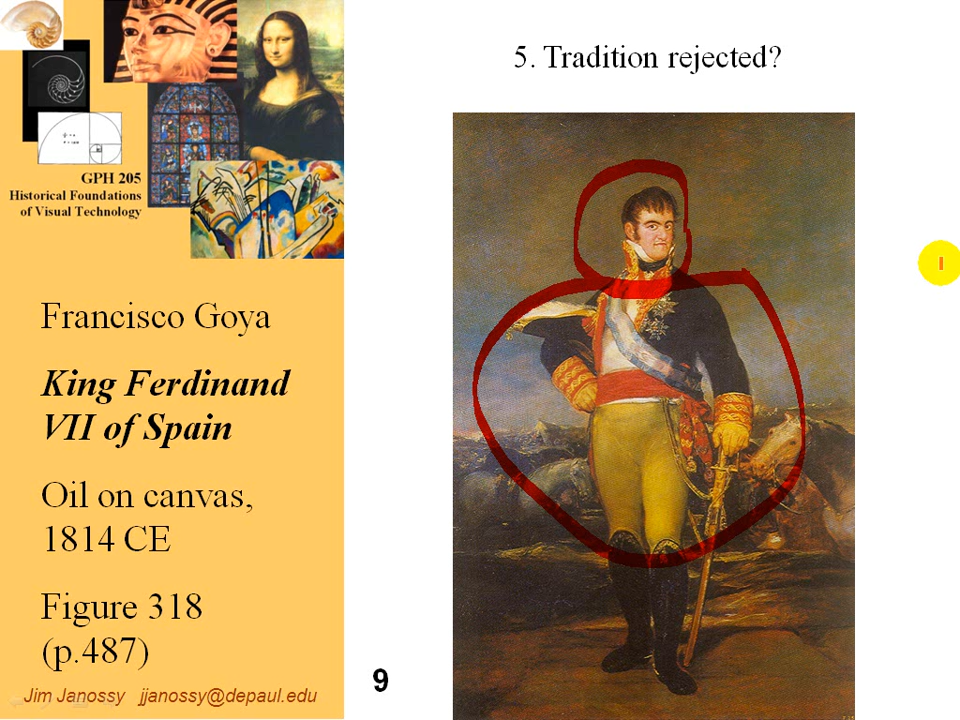 GPH 205
Historical Foundations
of Visual Technology
5. Tradition rejected?
Francisco Goya
King Ferdinand
VII of Spain
Oil on canvas,
1814 CE
Figure 318
(p.487)
Jim Janossy jjanossy@depaul.edu
9